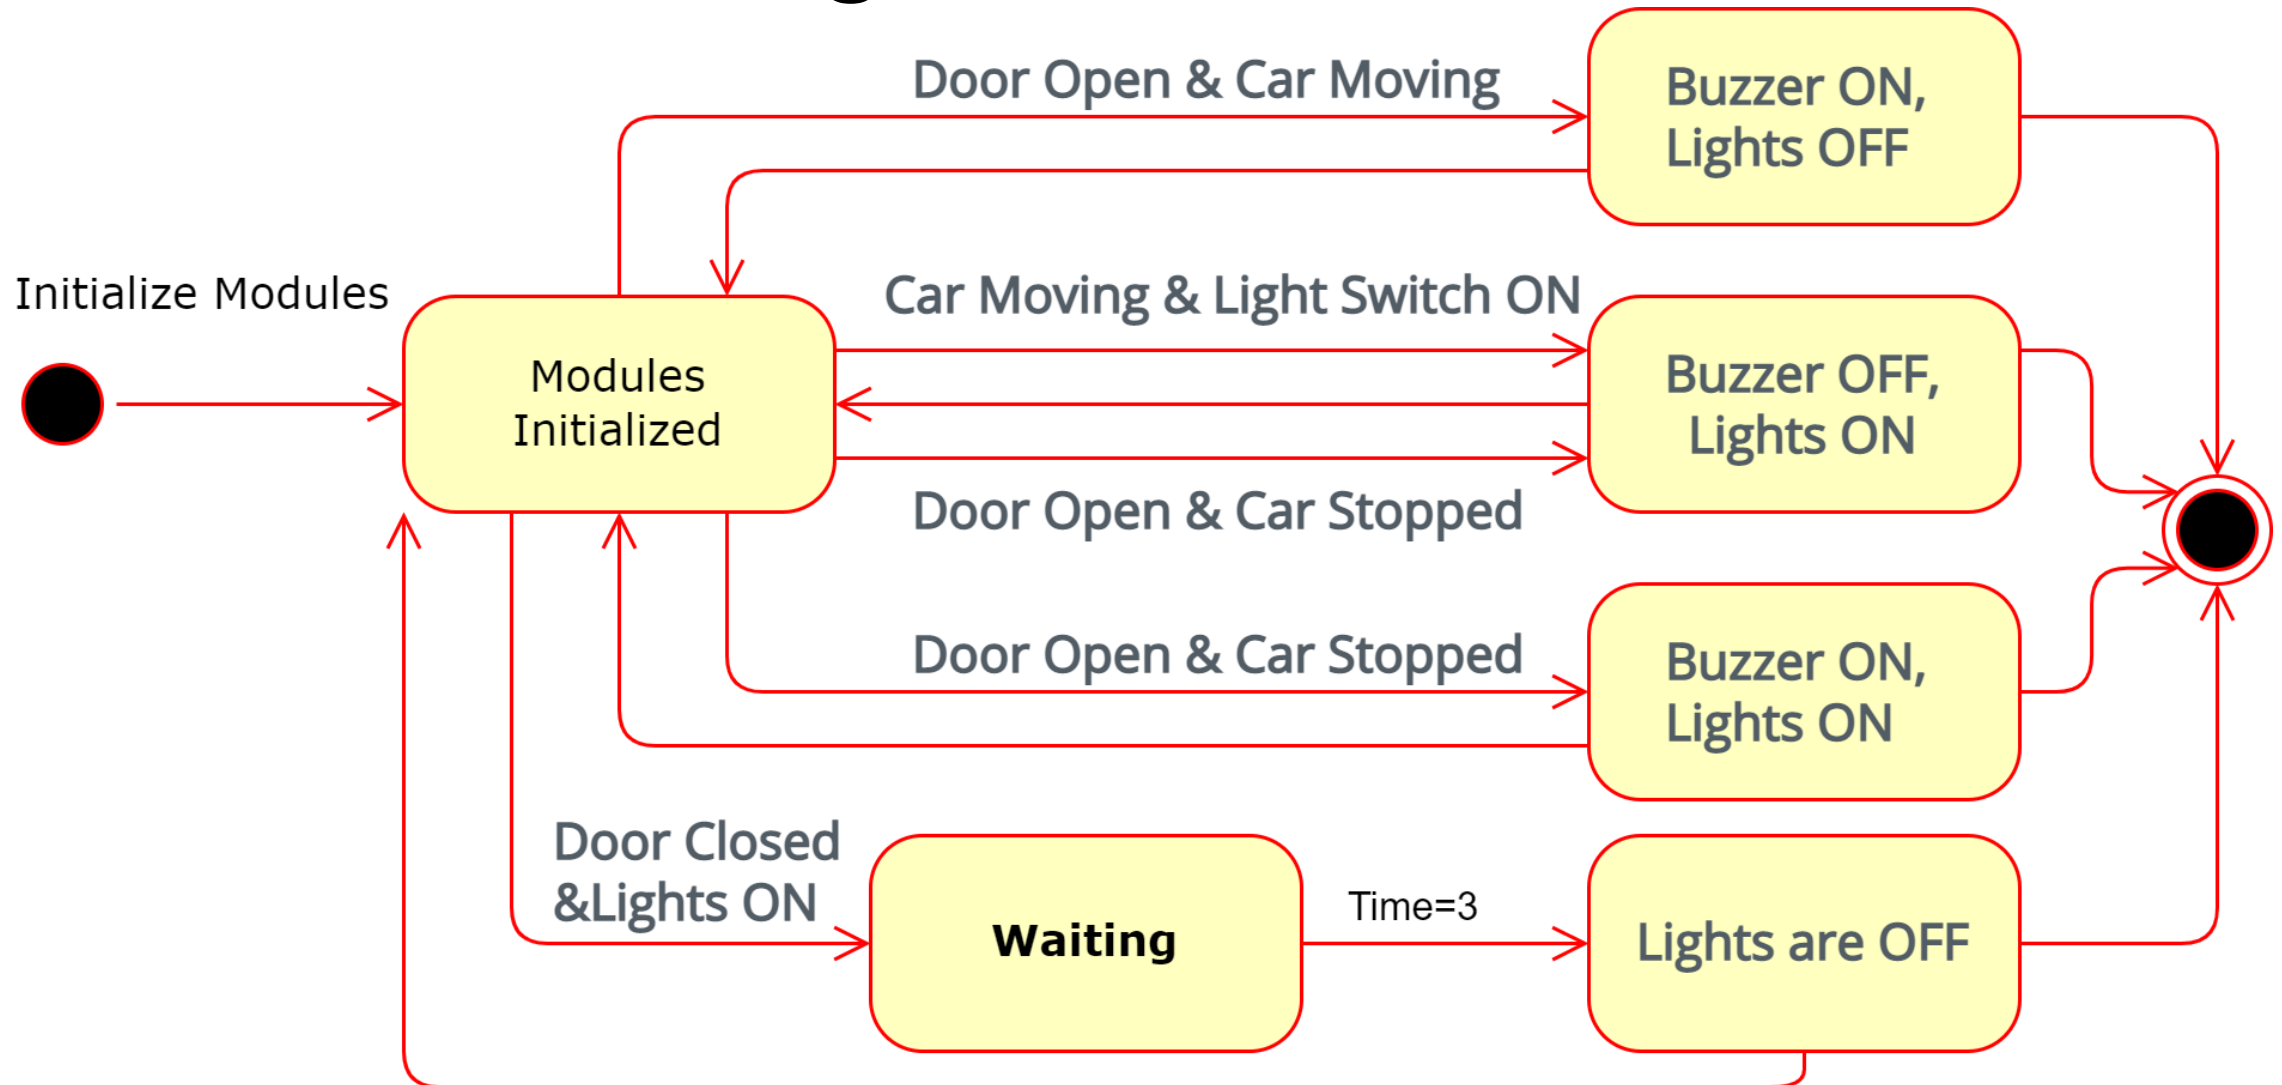 Door Open & Car Moving
Buzzer ON,
Lights OFF
Initialize Modules
Car Moving & Light Switch ON
Modules
Initialized
Buzzer OFF,
Lights ON
Door Open & Car Stopped
Door Open & Car Stopped
Buzzer ON,
Lights ON
Door Closed
&Lights ON
Waiting
Time=3
Lights are OFF